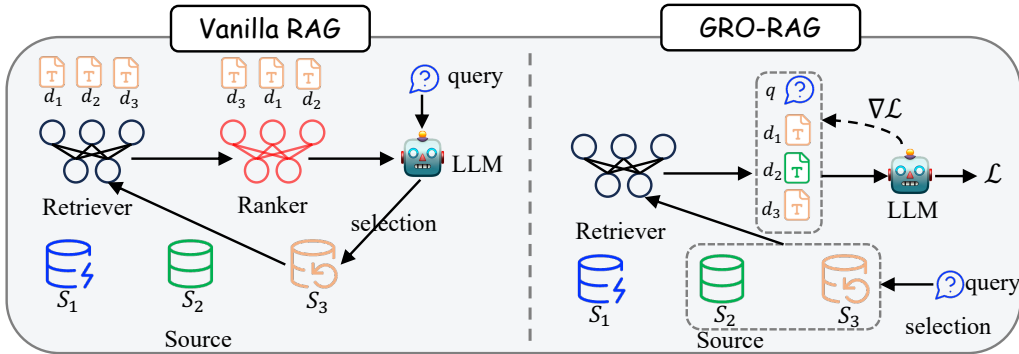 Vanilla RAG
d₁ d₂ d₃
d₃ d₁ d₂
query
LLM
Retriever
Ranker
selection
S₁
S₂
S₃
Source
GRO-RAG
q
d₁
d₂
d₃
∇ℒ
LLM
ℒ
Retriever
S₁
S₂
S₃
query
selection
Source